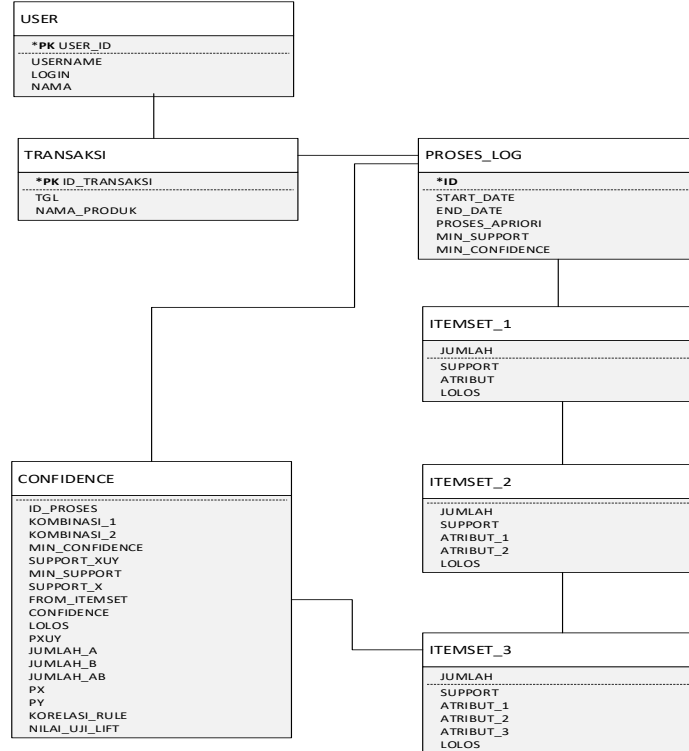 USER
*PK USER_ID
USERNAME
LOGIN
NAMA
TRANSAKSI
*PK ID_TRANSAKSI
TGL
NAMA_PRODUK
PROSES_LOG
*ID
START_DATE
END_DATE
PROSES_APRIORI
MIN_SUPPORT
MIN_CONFIDENCE
ITEMSET_1
JUMLAH
SUPPORT
ATRIBUT
LOLOS
CONFIDENCE
ID_PROSES
KOMBINASI_1
KOMBINASI_2
MIN_CONFIDENCE
SUPPORT_XUY
MIN_SUPPORT
SUPPORT_X
FROM_ITEMSET
CONFIDENCE
LOLOS
PXUY
JUMLAH_A
JUMLAH_B
JUMLAH_AB
PX
PY
KORELASI_RULE
NILAI_UJI_LIFT
ITEMSET_2
JUMLAH
SUPPORT
ATRIBUT_1
ATRIBUT_2
LOLOS
ITEMSET_3
JUMLAH
SUPPORT
ATRIBUT_1
ATRIBUT_2
ATRIBUT_3
LOLOS